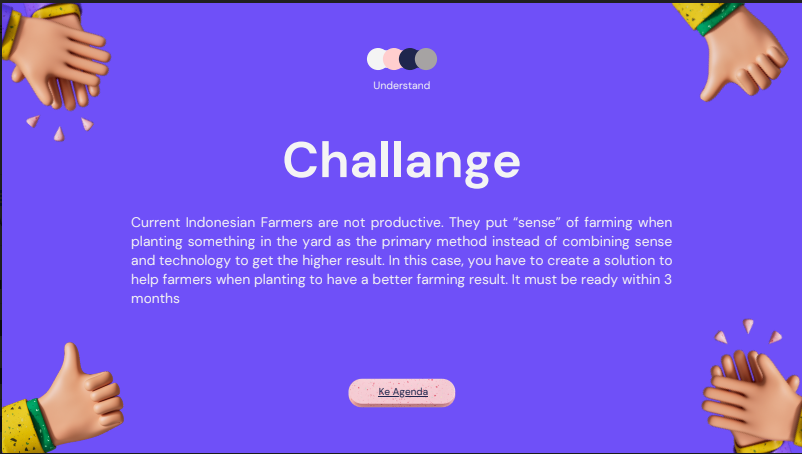 Understand
Challange
Current Indonesian Farmers are not productive. They put “sense” of farming when
planting something in the yard as the primary method instead of combining sense
and technology to get the higher result. In this case, you have to create a solution to
help farmers when planting to have a better farming result. It must be ready within 3
months
Ke Agenda